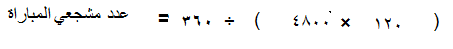 ( ١٢٠ × ٤٨٠٠ ) ÷ ٣٦٠ = عدد مشجعي المباراة